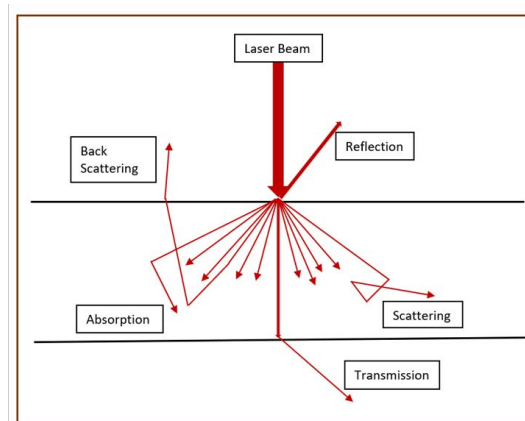 Laser Beam
Reflection
Back
Scattering
Absorption
Scattering
Transmission